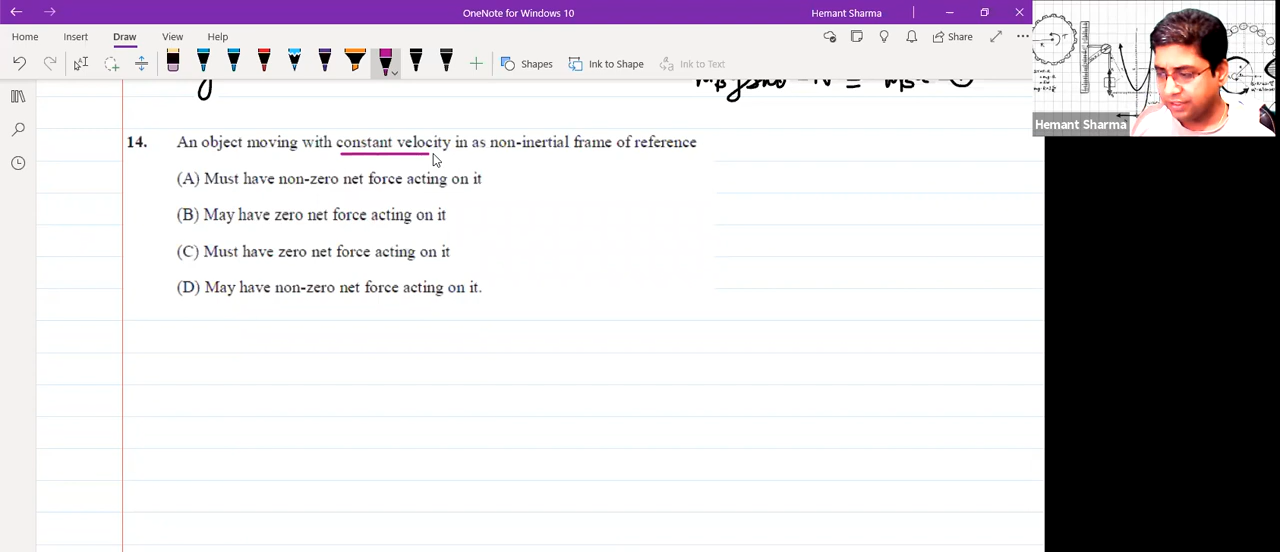 OneNote for Windows 10
Hemant Sharma
Home Insert Draw View Help
Share
Shapes Ink to Shape Ink to Text
Hemant Sharma
14. An object moving with constant velocity in as non-inertial frame of reference
(A) Must have non-zero net force acting on it
(B) May have zero net force acting on it
(C) Must have zero net force acting on it
(D) May have non-zero net force acting on it.